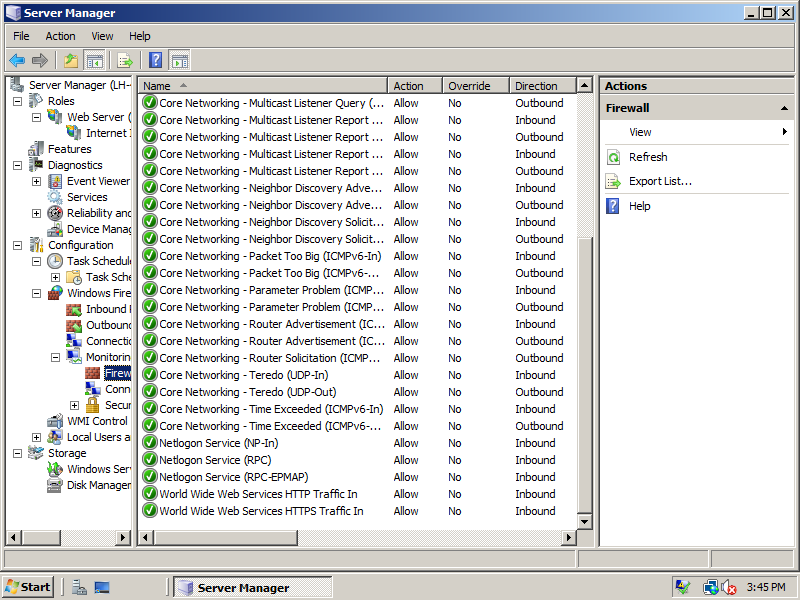 Server Manager
File Action View Help
Server Manager (LH-
Roles
Web Server (
Internet I
Features
Diagnostics
Event Viewer
Services
Reliability and
Device Manag
Configuration
Task Schedule
Task Sche
Windows Fire
Inbound
Outbound
Connectio
Monitorin
Firew
Conn
Secur
WMI Control
Local Users a
Storage
Windows Serv
Disk Managem
Name Action Override Direction
Core Networking - Multicast Listener Query (... Allow No Outbound
Core Networking - Multicast Listener Report ... Allow No Inbound
Core Networking - Multicast Listener Report ... Allow No Outbound
Core Networking - Multicast Listener Report ... Allow No Inbound
Core Networking - Multicast Listener Report ... Allow No Outbound
Core Networking - Neighbor Discovery Adve... Allow No Inbound
Core Networking - Neighbor Discovery Adve... Allow No Outbound
Core Networking - Neighbor Discovery Solicit... Allow No Inbound
Core Networking - Neighbor Discovery Solicit... Allow No Outbound
Core Networking - Packet Too Big (ICMPv6-In) Allow No Inbound
Core Networking - Packet Too Big (ICMPv6-... Allow No Outbound
Core Networking - Parameter Problem (ICMP... Allow No Inbound
Core Networking - Parameter Problem (ICMP... Allow No Outbound
Core Networking - Router Advertisement (IC... Allow No Inbound
Core Networking - Router Advertisement (IC... Allow No Outbound
Core Networking - Router Solicitation (ICMP... Allow No Outbound
Core Networking - Teredo (UDP-In) Allow No Inbound
Core Networking - Teredo (UDP-Out) Allow No Outbound
Core Networking - Time Exceeded (ICMPv6-In) Allow No Inbound
Core Networking - Time Exceeded (ICMPv6-... Allow No Outbound
Netlogon Service (NP-In) Allow No Inbound
Netlogon Service (RPC) Allow No Inbound
Netlogon Service (RPC-EPMAP) Allow No Inbound
World Wide Web Services HTTP Traffic In Allow No Inbound
World Wide Web Services HTTPS Traffic In Allow No Inbound
Actions
Firewall
View
Refresh
Export List...
Help
Start Server Manager 3:45 PM